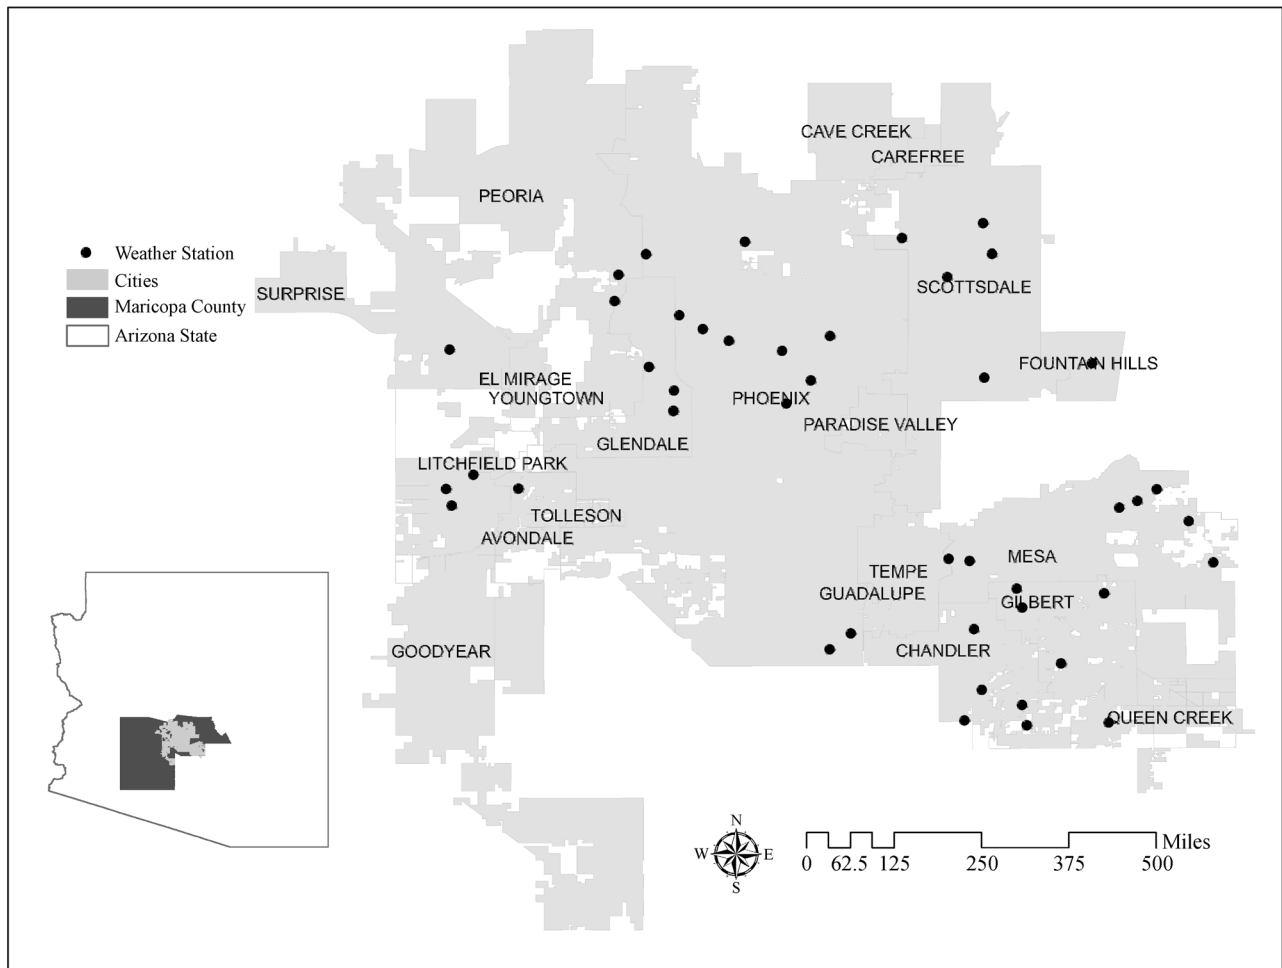 CAVE CREEK
CAREFREE
PEORIA
Weather Station
Cities
Maricopa County
Arizona State
SURPRISE
SCOTTSDALE
FOUNTAIN HILLS
EL MIRAGE
YOUNGTOWN
PHOENIX
PARADISE VALLEY
GLENDALE
LITCHFIELD PARK
TOLLESON
AVONDALE
MESA
TEMPE
GUADALUPE
GILBERT
GOODYEAR
CHANDLER
QUEEN CREEK
N
W E
S
Miles
0 62.5 125 250 375 500